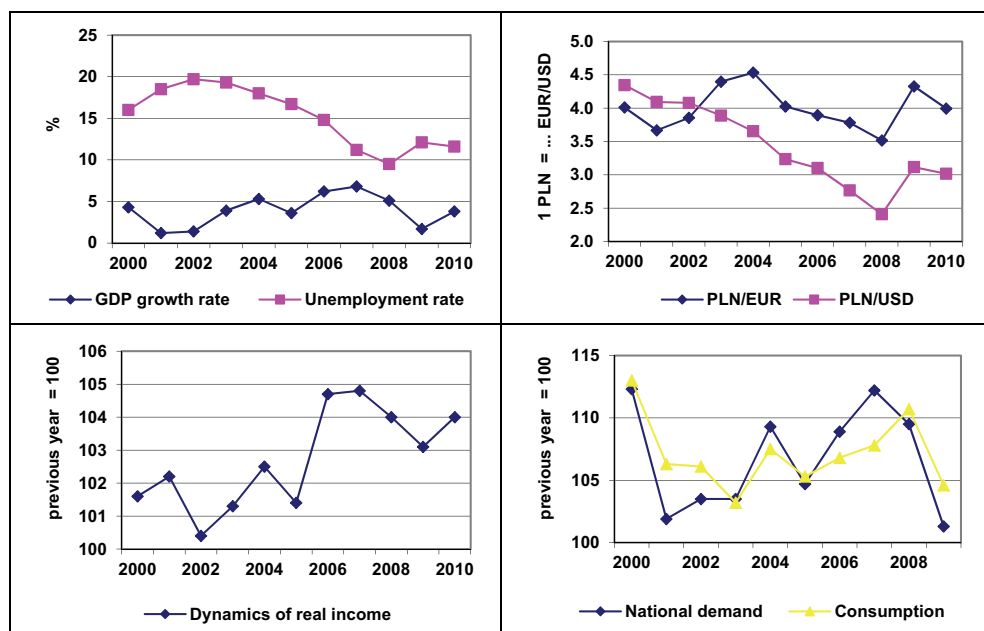 %
25
20
15
10
5
0
2000 2002 2004 2006 2008 2010
GDP growth rate Unemployment rate
1 PLN = ... EUR/USD
5.0
4.5
4.0
3.5
3.0
2.5
2.0
2000 2002 2004 2006 2008 2010
PLN/EUR PLN/USD
previous year = 100
106
105
104
103
102
101
100
2000 2002 2004 2006 2008 2010
Dynamics of real income
previous year = 100
115
110
105
100
2000 2002 2004 2006 2008
National demand Consumption